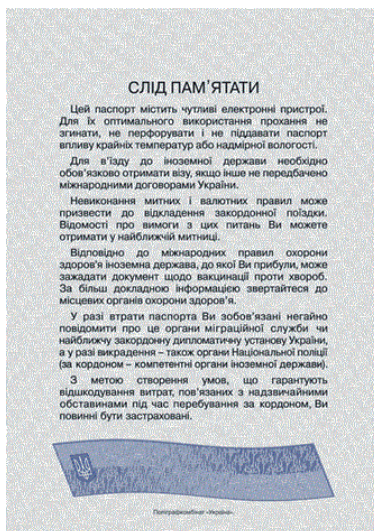 СЛІД ПАМ’ЯТАТИ
Цей паспорт містить чутливі електронні пристрої.
Для їх оптимального використання прохання не
згинати, не перфорувати і не піддавати паспорт
впливу крайніх температур або надмірної вологості.
Для в’їзду до іноземної держави необхідно
обов’язково отримати візу, якщо інше не передбачено
міжнародними договорами України.
Невиконання митних і валютних правил може
призвести до відкладення закордонної поїздки.
Відомості про вимоги з цих питань Ви можете
отримати у найближчій митниці.
Відповідно до міжнародних правил охорони
здоров’я іноземна держава, до якої Ви прибули, може
зажадати документ щодо вакцинації проти хвороб.
За більш докладною інформацією звертайтеся до
місцевих органів охорони здоров’я.
У разі втрати паспорта Ви зобов’язані негайно
повідомити про це органи міграційної служби чи
найближчу закордонну дипломатичну установу України,
а у разі викрадення – також органи Національної поліції
(за кордоном – компетентні органи іноземної держави).
З метою створення умов, що гарантують
відшкодування витрат, пов’язаних з надзвичайними
обставинами під час перебування за кордоном, Ви
повинні бути застраховані.
Поліграфкомбінат «Україна».